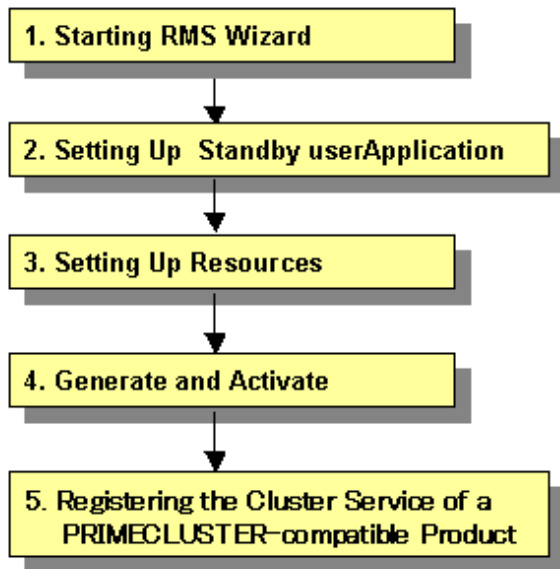 1. Starting RMS Wizard
2. Setting Up Standby userApplication
3. Setting Up Resources
4. Generate and Activate
5. Registering the Cluster Service of a
PRIMECLUSTER-compatible Product